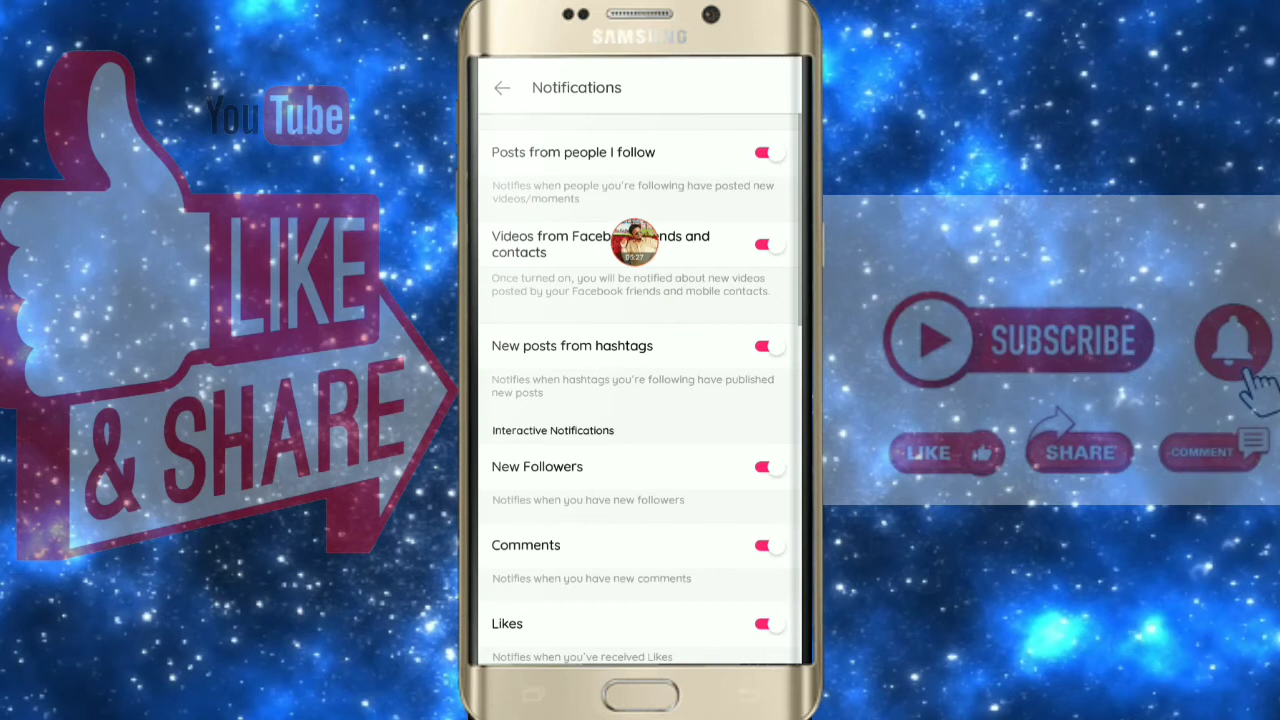 SAMSUNG
Notifications
Posts from people I follow
Notifies when people you're following have posted new
videos/moments
Videos from Faceb nds and
contacts
05:27
Once turned on, you will be notified about new videos
posted by your Facebook friends and mobile contacts.
New posts from hashtags
Notifies when hashtags you're following have published
new posts
Interactive Notifications
New Followers
Notifies when you have new followers
Comments
Notifies when you have new comments
Likes
Notifies when you've received Likes
YouTube
LIKE
& SHARE
SUBSCRIBE
LIKE
SHARE
COMMENT